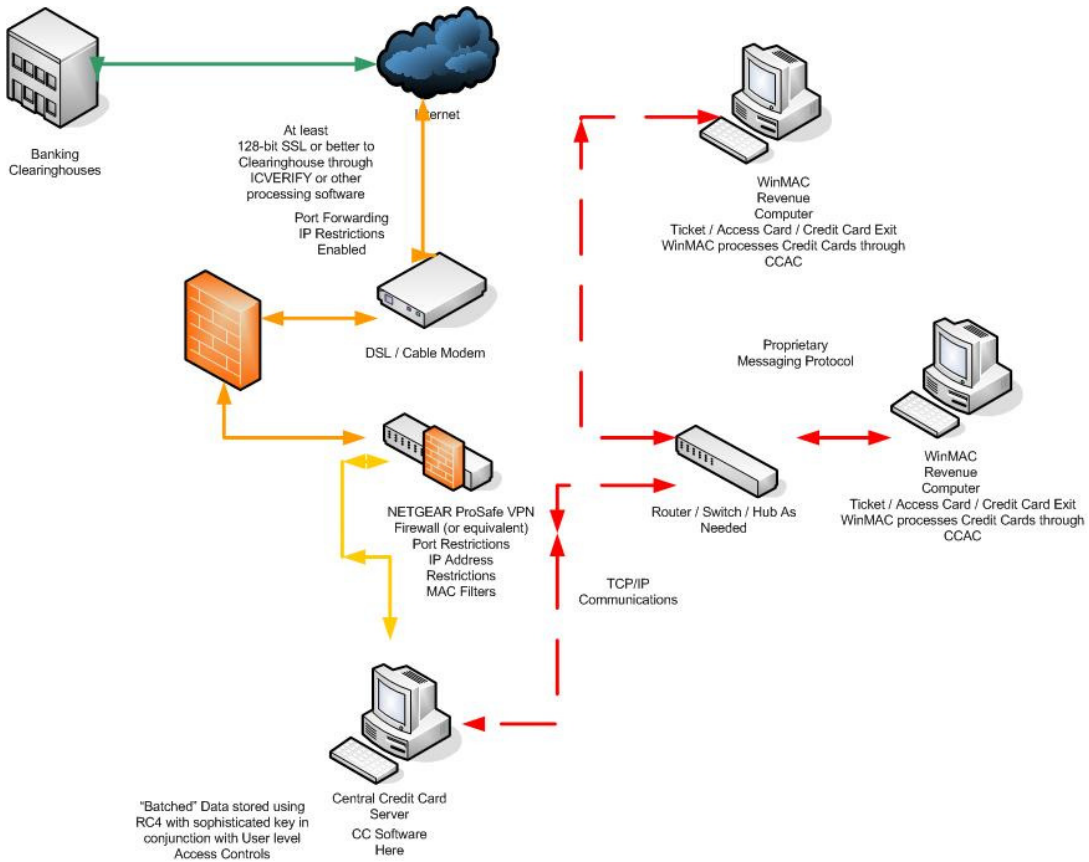 Internet
Banking
Clearinghouses
At least
128-bit SSL or better to
Clearinghouse through
ICVERIFY or other
processing software
Port Forwarding
IP Restrictions
Enabled
DSL / Cable Modem
WinMAC
Revenue
Computer
Ticket / Access Card / Credit Card Exit
WinMAC processes Credit Cards through
CCAC
Proprietary
Messaging Protocol
WinMAC
Revenue
Computer
Ticket / Access Card / Credit Card Exit
WinMAC processes Credit Cards through
CCAC
NETGEAR ProSafe VPN
Firewall (or equivalent)
Port Restrictions
IP Address
Restrictions
MAC Filters
Router / Switch / Hub As
Needed
TCP/IP
Communications
Central Credit Card
Server
CC Software
Here
"Batched" Data stored using
RC4 with sophisticated key in
conjunction with User level
Access Controls